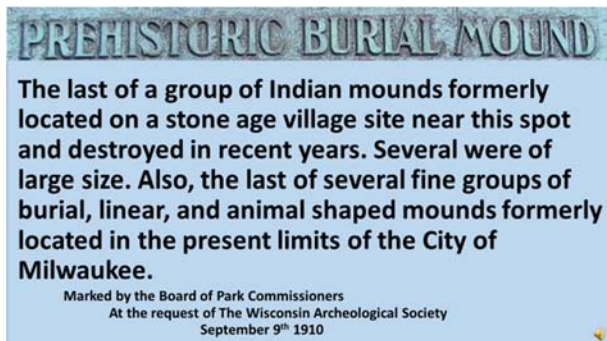 PREHISTORIC BURIAL MOUND
The last of a group of Indian mounds formerly
located on a stone age village site near this spot
and destroyed in recent years. Several were of
large size. Also, the last of several fine groups of
burial, linear, and animal shaped mounds formerly
located in the present limits of the City of
Milwaukee.
Marked by the Board of Park Commissioners
At the request of The Wisconsin Archeological Society
September 9th 1910